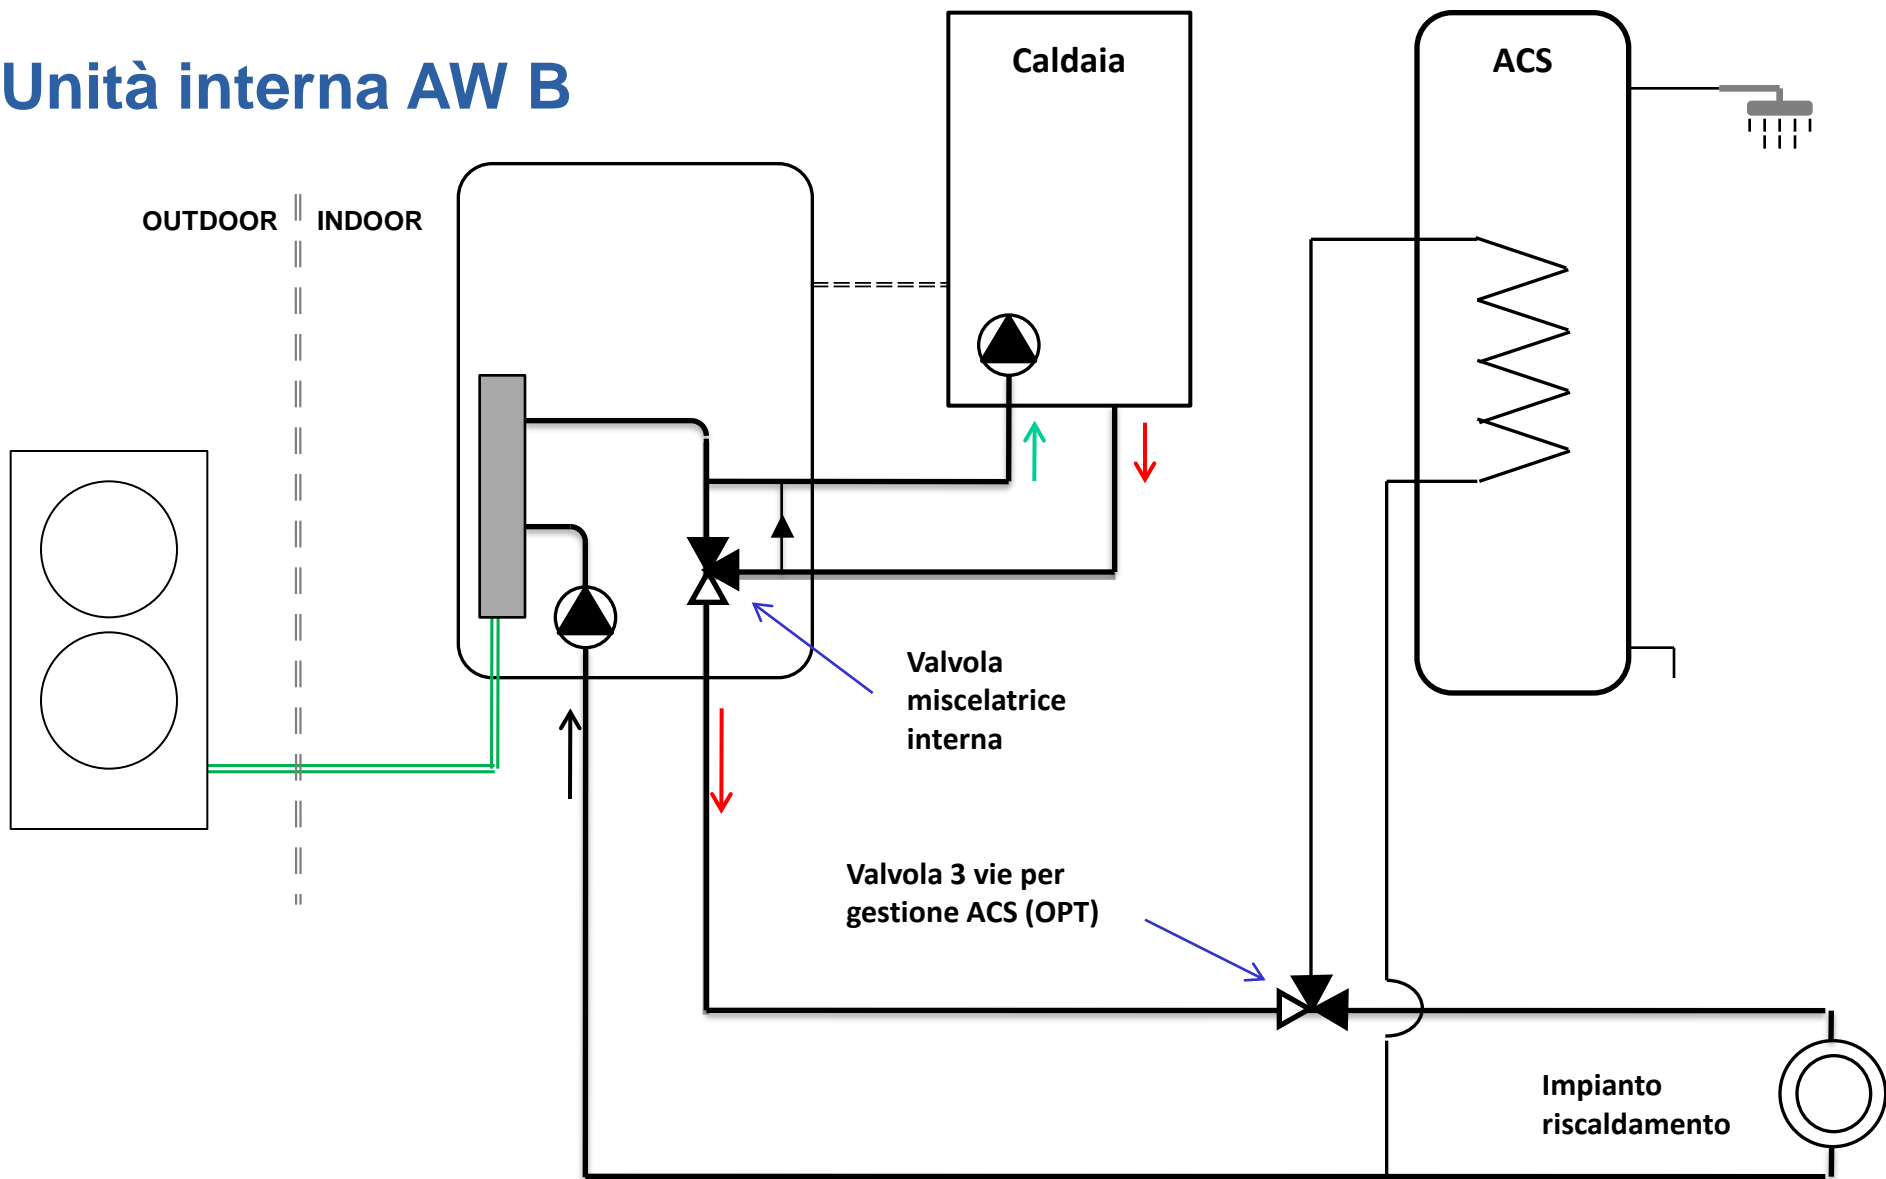 Unità interna AW B
Caldaia
ACS
OUTDOOR
INDOOR
Valvola
miscelatrice
interna
Valvola 3 vie per
gestione ACS (OPT)
Impianto
riscaldamento